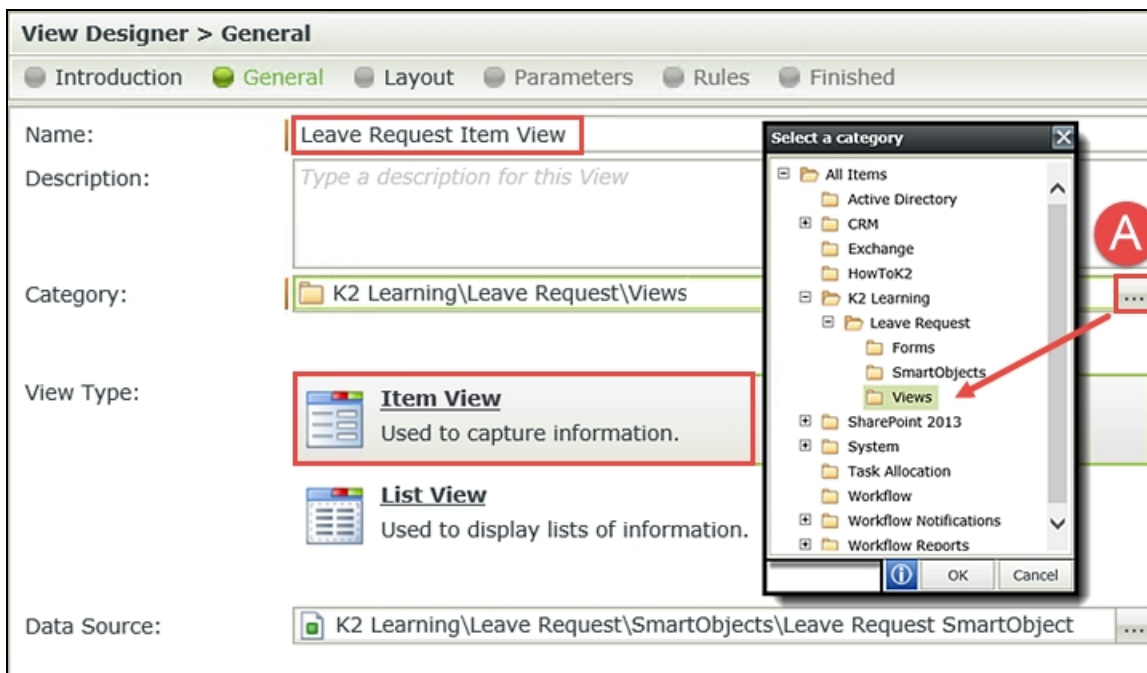 View Designer > General
Introduction General Layout Parameters Rules Finished
Name:
Leave Request Item View
Description:
Type a description for this View
Category:
K2 Learning\Leave Request\Views
...
A
View Type:
Item View
Used to capture information.
List View
Used to display lists of information.
Data Source:
K2 Learning\Leave Request\SmartObjects\Leave Request SmartObject
...
Select a category
All Items
Active Directory
CRM
Exchange
HowToK2
K2 Learning
Leave Request
Forms
SmartObjects
Views
SharePoint 2013
System
Task Allocation
Workflow
Workflow Notifications
Workflow Reports
OK Cancel